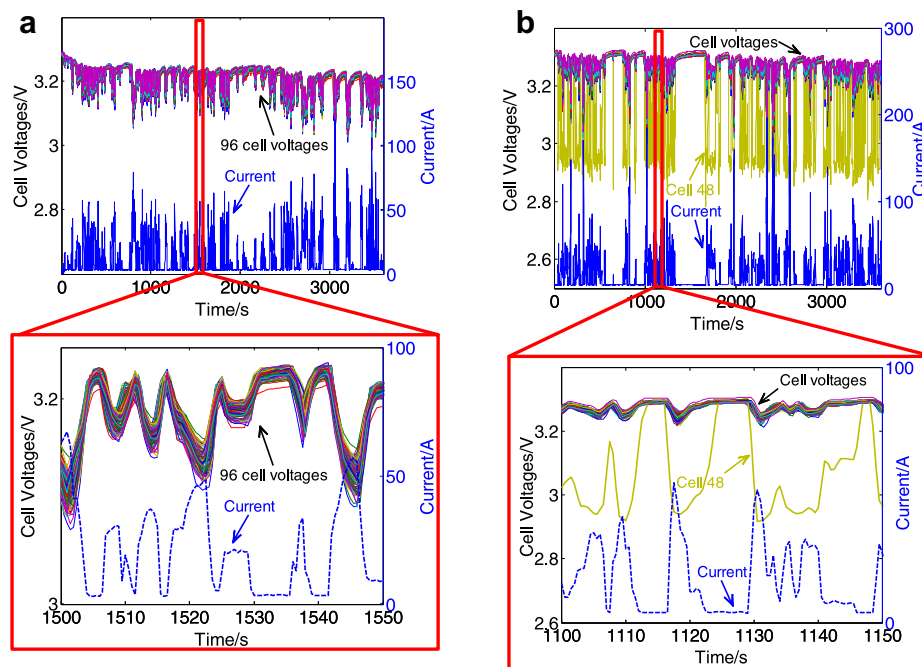 a
b
Cell Voltages/V
3.2
3
2.8
96 cell voltages
Current
150
100
50
0
Current/A
0
1000
2000
3000
Time/s
Cell Voltages/V
3.2
3
2.8
2.6
Cell voltages
Cell 48
Current
300
200
100
0
Current/A
0
1000
2000
3000
Time/s
Cell Voltages/V
3.2
3
96 cell voltages
Current
100
50
0
Current/A
1500
1510
1520
1530
1540
1550
Time/s
Cell Voltages/V
3.2
3
2.8
2.6
Cell voltages
Cell 48
Current
100
50
0
Current/A
1100
1110
1120
1130
1140
1150
Time/s